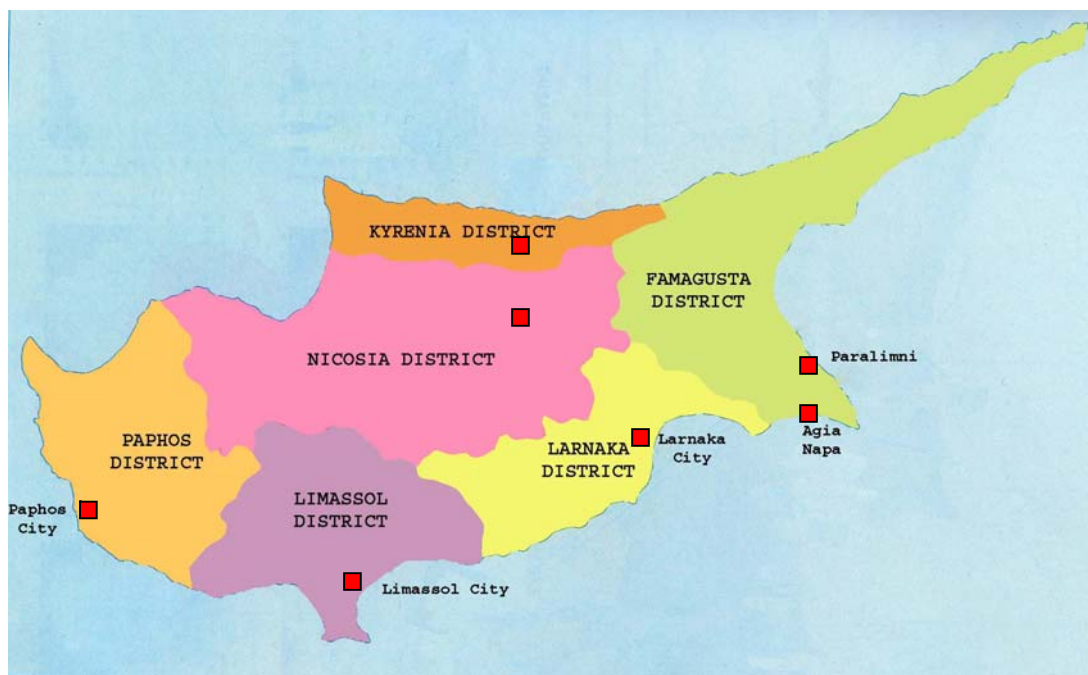 KYRENIA DISTRICT
FAMAGUSTA
DISTRICT
NICOSIA DISTRICT
Paralimni
PAPHOS
DISTRICT
LARNAKA
DISTRICT
Larnaka
City
Agia
Napa
LIMASSOL
DISTRICT
Paphos
City
Limassol City